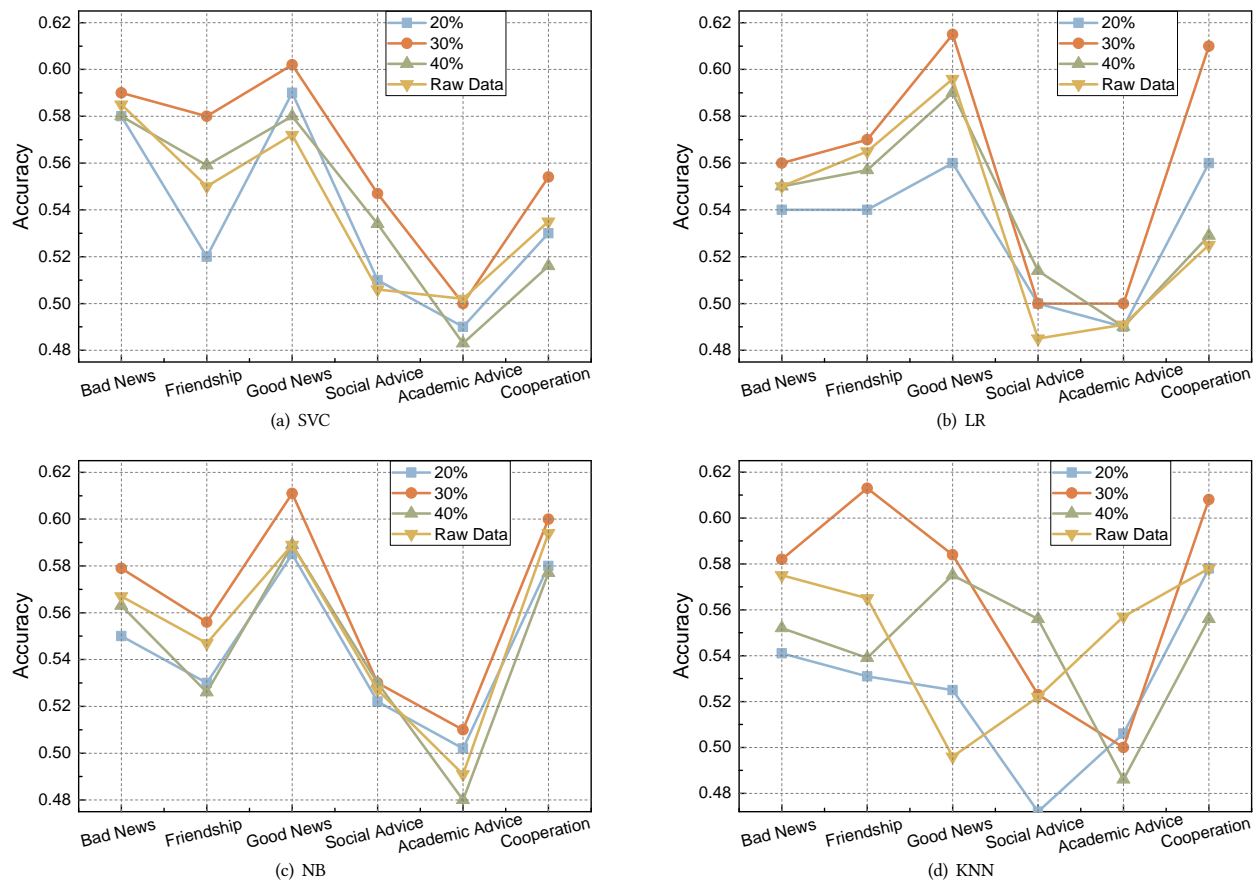 0.62
0.60
0.58
0.56
0.54
0.52
0.50
0.48
Accuracy
20%
30%
40%
Raw Data
Bad News
Friendship
Good News
Social Advice
Academic Advice
Cooperation
(a) SVC
0.62
0.60
0.58
0.56
0.54
0.52
0.50
0.48
Accuracy
20%
30%
40%
Raw Data
Bad News
Friendship
Good News
Social Advice
Academic Advice
Cooperation
(b) LR
0.62
0.60
0.58
0.56
0.54
0.52
0.50
0.48
Accuracy
20%
30%
40%
Raw Data
Bad News
Friendship
Good News
Social Advice
Academic Advice
Cooperation
(c) NB
0.62
0.60
0.58
0.56
0.54
0.52
0.50
0.48
Accuracy
20%
30%
40%
Raw Data
Bad News
Friendship
Good News
Social Advice
Academic Advice
Cooperation
(d) KNN